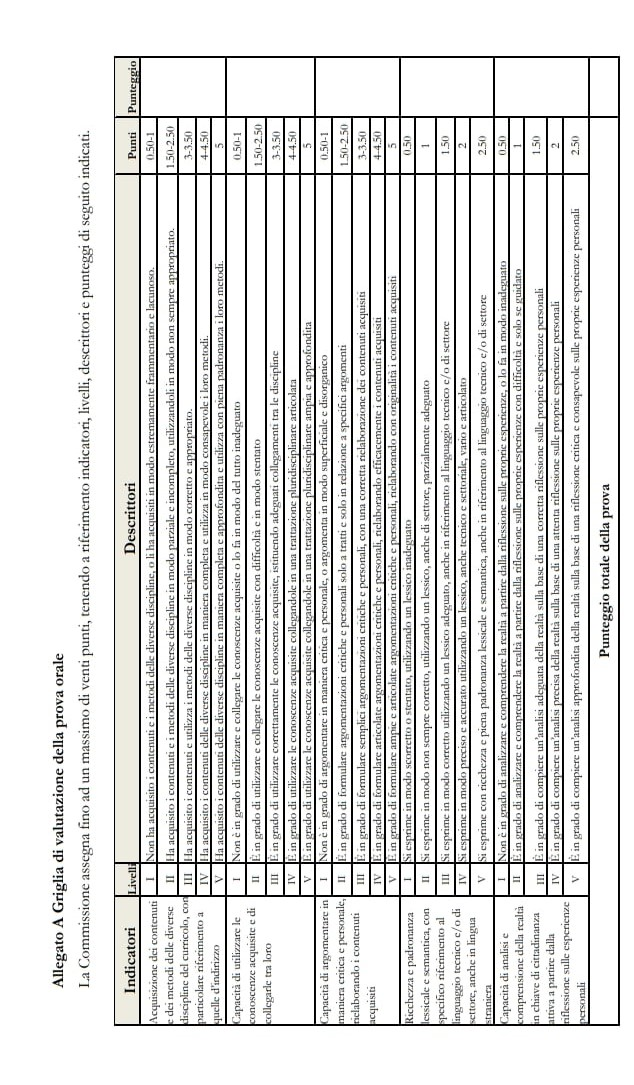 Allegato A Griglia di valutazione della prova orale
La Commissione assegna fino ad un massimo di venti punti, tenendo a riferimento indicatori, livelli, descrittori e punteggi di seguito indicati.
Indicatori Livelli Descrittori Punti Punteggio
Acquisizione dei contenuti
e dei metodi delle diverse
discipline del curricolo, con
particolare riferimento a
quelle d'indirizzo
I Non ha acquisito i contenuti e i metodi delle diverse discipline, o li ha acquisiti in modo estremamente frammentario e lacunoso. 0.50-1
II Ha acquisito i contenuti e i metodi delle diverse discipline in modo parziale e incompleto, utilizzandoli in modo non sempre appropriato. 1.50-2.50
III Ha acquisito i contenuti e utilizza i metodi delle diverse discipline in modo corretto e appropriato. 3-3.50
IV Ha acquisito i contenuti delle diverse discipline in maniera completa e utilizza in modo consapevole i loro metodi. 4-4.50
V Ha acquisito i contenuti delle diverse discipline in maniera completa e approfondita e utilizza con piena padronanza i loro metodi. 5
Capacità di utilizzare le
conoscenze acquisite e di
collegarle tra loro
I Non è in grado di utilizzare e collegare le conoscenze acquisite o lo fa in modo del tutto inadeguato 0.50-1
II È in grado di utilizzare e collegare le conoscenze acquisite con difficoltà e in modo stentato 1.50-2.50
III È in grado di utilizzare correttamente le conoscenze acquisite, istituendo adeguati collegamenti tra le discipline 3-3.50
IV È in grado di utilizzare le conoscenze acquisite collegandole in una trattazione pluridisciplinare articolata 4-4.50
V È in grado di utilizzare le conoscenze acquisite collegandole in una trattazione pluridisciplinare ampia e approfondita 5
Capacità di argomentare in
maniera critica e personale,
rielaborando i contenuti
acquisiti
I Non è in grado di argomentare in maniera critica e personale, o argomenta in modo superficiale e disorganico 0.50-1
II È in grado di formulare argomentazioni critiche e personali solo a tratti e solo in relazione a specifici argomenti 1.50-2.50
III È in grado di formulare semplici argomentazioni critiche e personali, con una corretta rielaborazione dei contenuti acquisiti 3-3.50
IV È in grado di formulare articolate argomentazioni critiche e personali, rielaborando efficacemente i contenuti acquisiti 4-4.50
V È in grado di formulare ampie e articolate argomentazioni critiche e personali, rielaborando con originalità i contenuti acquisiti 5
Ricchezza e padronanza
lessicale e semantica, con
specifico riferimento al
linguaggio tecnico e/o di
settore, anche in lingua
straniera
I Si esprime in modo scorretto o stentato, utilizzando un lessico inadeguato 0.50
II Si esprime in modo non sempre corretto, utilizzando un lessico, anche di settore, parzialmente adeguato 1
III Si esprime in modo corretto utilizzando un lessico adeguato, anche in riferimento al linguaggio tecnico e/o di settore 1.50
IV Si esprime in modo preciso e accurato utilizzando un lessico, anche tecnico e settoriale, vario e articolato 2
V Si esprime con ricchezza e piena padronanza lessicale e semantica, anche in riferimento al linguaggio tecnico e/o di settore 2.50
Capacità di analisi e
comprensione della realtà
in chiave di cittadinanza
attiva a partire dalla
riflessione sulle esperienze
personali
I Non è in grado di analizzare e comprendere la realtà a partire dalla riflessione sulle proprie esperienze, o lo fa in modo inadeguato 0.50
II È in grado di analizzare e comprendere la realtà a partire dalla riflessione sulle proprie esperienze con difficoltà e solo se guidato 1
III È in grado di compiere un'analisi adeguata della realtà sulla base di una corretta riflessione sulle proprie esperienze personali 1.50
IV È in grado di compiere un'analisi precisa della realtà sulla base di una attenta riflessione sulle proprie esperienze personali 2
V È in grado di compiere un'analisi approfondita della realtà sulla base di una riflessione critica e consapevole sulle proprie esperienze personali 2.50
Punteggio totale della prova